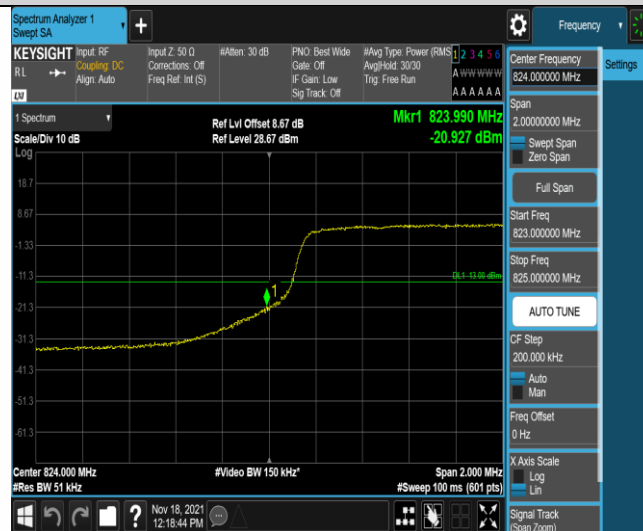 Spectrum Analyzer 1
Swept SA
+
Frequency
KEYSIGHT
RL
Input: RF
Coupling: DC
Align: Auto
Input Z: 50 Ω
Corrections: Off
Freq Ref: Int (S)
#Atten: 30 dB
PNO: Best Wide
Gate: Off
IF Gain: Low
Sig Track: Off
#Avg Type: Power (RMS
Avg|Hold: 30/30
Trig: Free Run
1 2 3 4 5 6
A W W W W W
A A A A A A
LXI
1 Spectrum
Scale/Div 10 dB
Log
Ref Lvl Offset 8.67 dB
Ref Level 28.67 dBm
Mkr1 823.990 MHz
-20.927 dBm
18.7
8.67
-1.33
-11.3
-21.3
-31.3
-41.3
-51.3
-61.3
DL1 -13.00 dBm
1
Center 824.000 MHz
#Res BW 51 kHz
#Video BW 150 kHz*
Span 2.000 MHz
#Sweep 100 ms (601 pts)
?
Nov 18, 2021
12:18:44 PM
Center Frequency
824.000000 MHz
Settings
Span
2.00000000 MHz
Swept Span
Zero Span
Full Span
Start Freq
823.000000 MHz
Stop Freq
825.000000 MHz
AUTO TUNE
CF Step
200.000 kHz
Auto
Man
Freq Offset
0 Hz
X Axis Scale
Log
Lin
Signal Track
(Span Zoom)